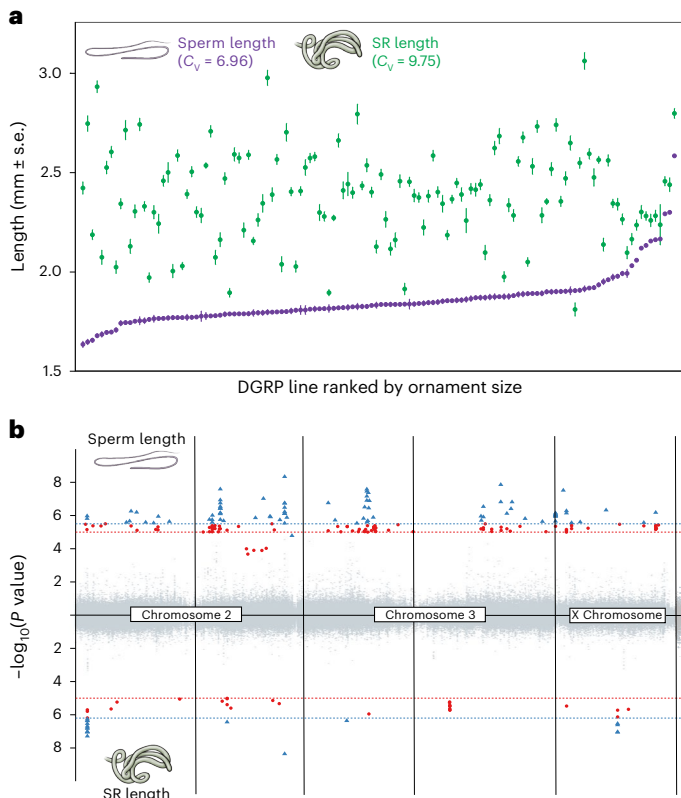 a
Sperm length
(CV = 6.96)
SR length
(CV = 9.75)
Length (mm ± s.e.)
3.0
2.5
2.0
1.5
DGRP line ranked by ornament size
b
Sperm length
−log10(P value)
8
6
4
2
Chromosome 2
Chromosome 3
X Chromosome
2
4
6
8
SR length